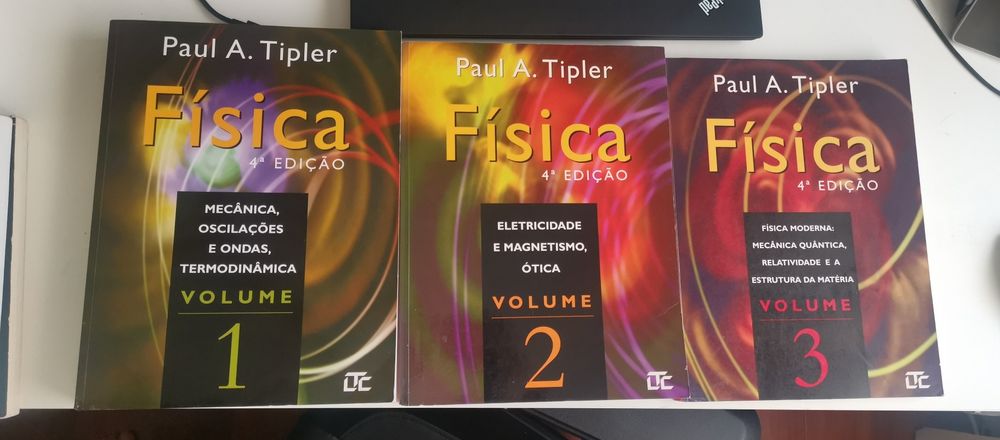 Paul A. Tipler
Física
4ª EDIÇÃO
MECÂNICA,
OSCILAÇÕES
E ONDAS,
TERMODINÂMICA
VOLUME
1
LTC
Paul A. Tipler
Física
4ª EDIÇÃO
ELETRICIDADE
E MAGNETISMO,
ÓTICA
VOLUME
2
LTC
Paul A. Tipler
Física
4ª EDIÇÃO
FÍSICA MODERNA:
MECÂNICA QUÂNTICA,
RELATIVIDADE E A
ESTRUTURA DA MATÉRIA
VOLUME
3
LTC